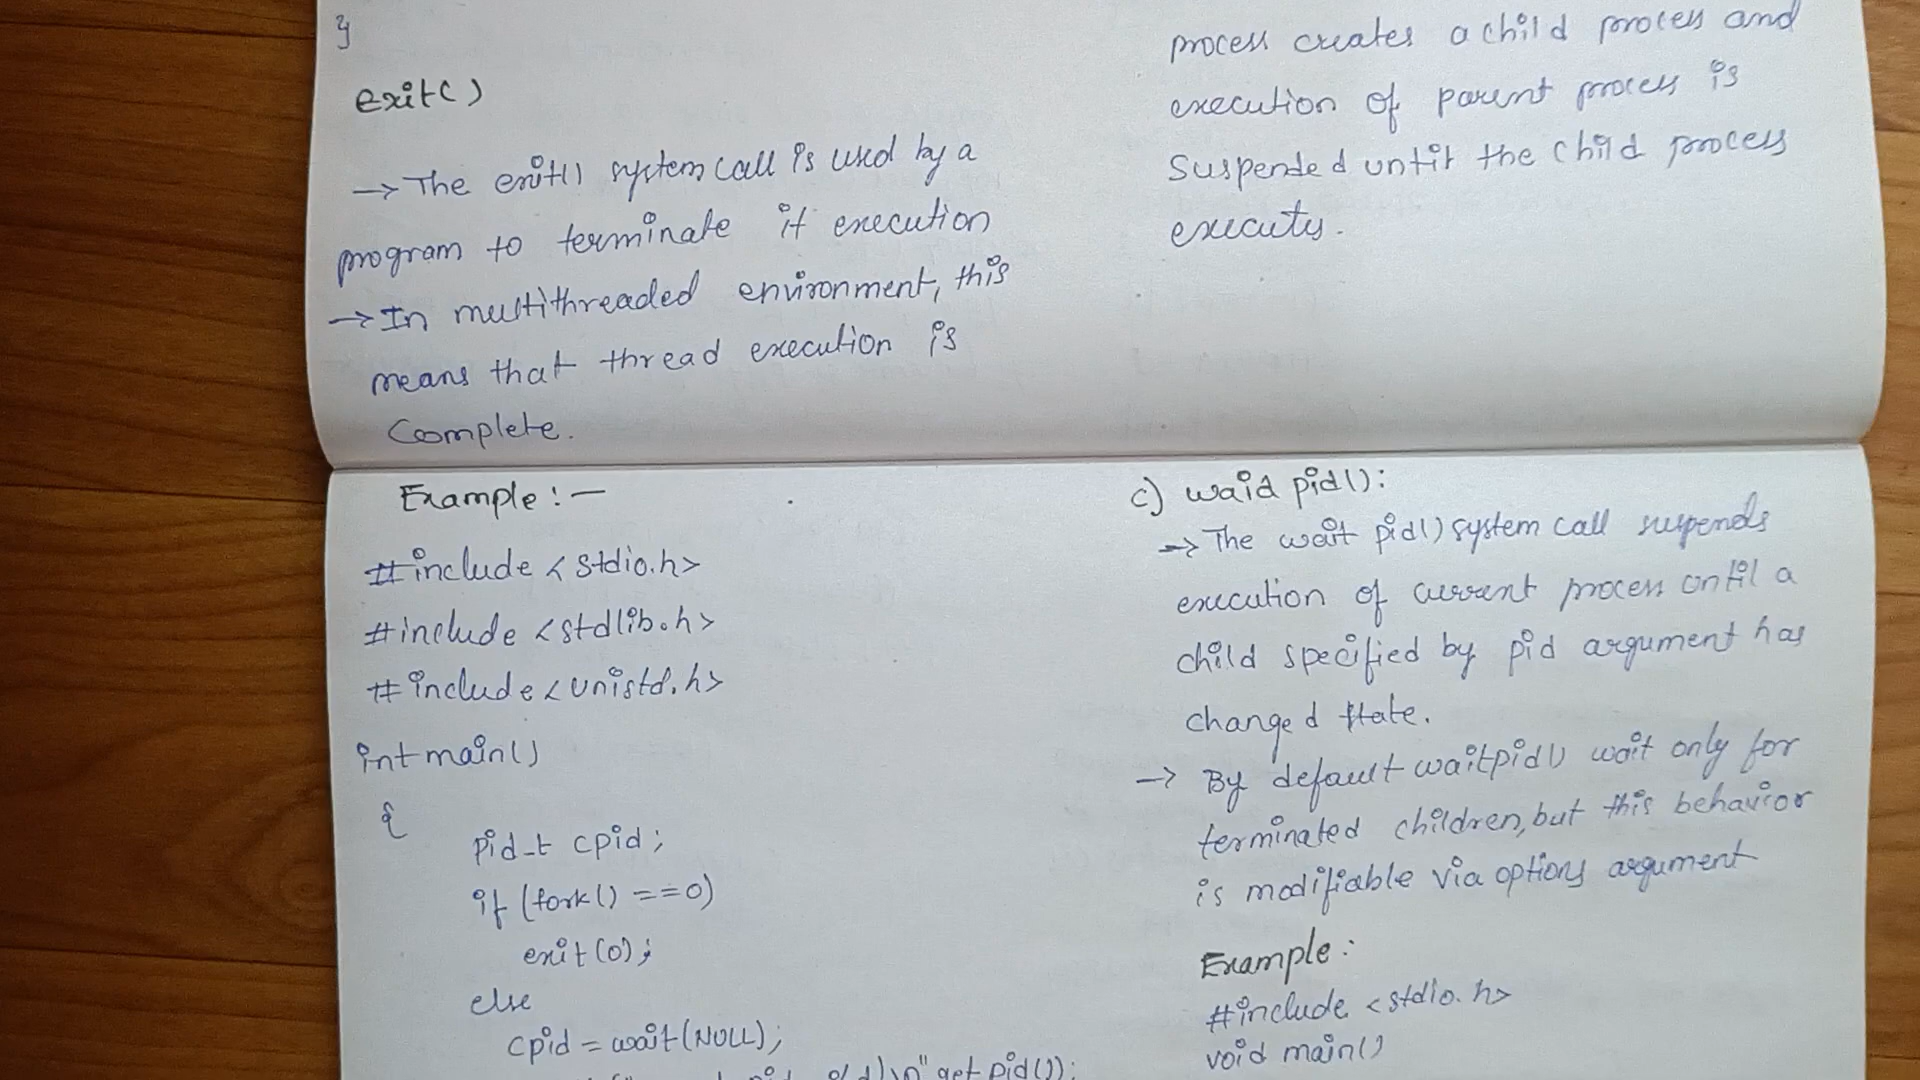 }
exit()
→ The exit() system call is used by a
program to terminate it execution
→ In multithreaded environment, this
means that thread execution is
Complete.
Example:-
#include <stdio.h>
#include <stdlib.h>
#include <unistd.h>
int main()
{
pid_t cpid;
if (fork() ==0)
exit(0);
else
cpid = wait(NULL);
pid %d)\n" get pid());
process creates a child process and
execution of parent process is
Suspended until the child process
executs.
c) waid pid():
→ The wait pid() system call suspends
execution of current process ontil a
child specified by pid argument has
changed state.
→ By default waitpid() wait only for
terminated children, but this behavior
is modifiable via options argument
Example:
#include <stdio.h>
void main()